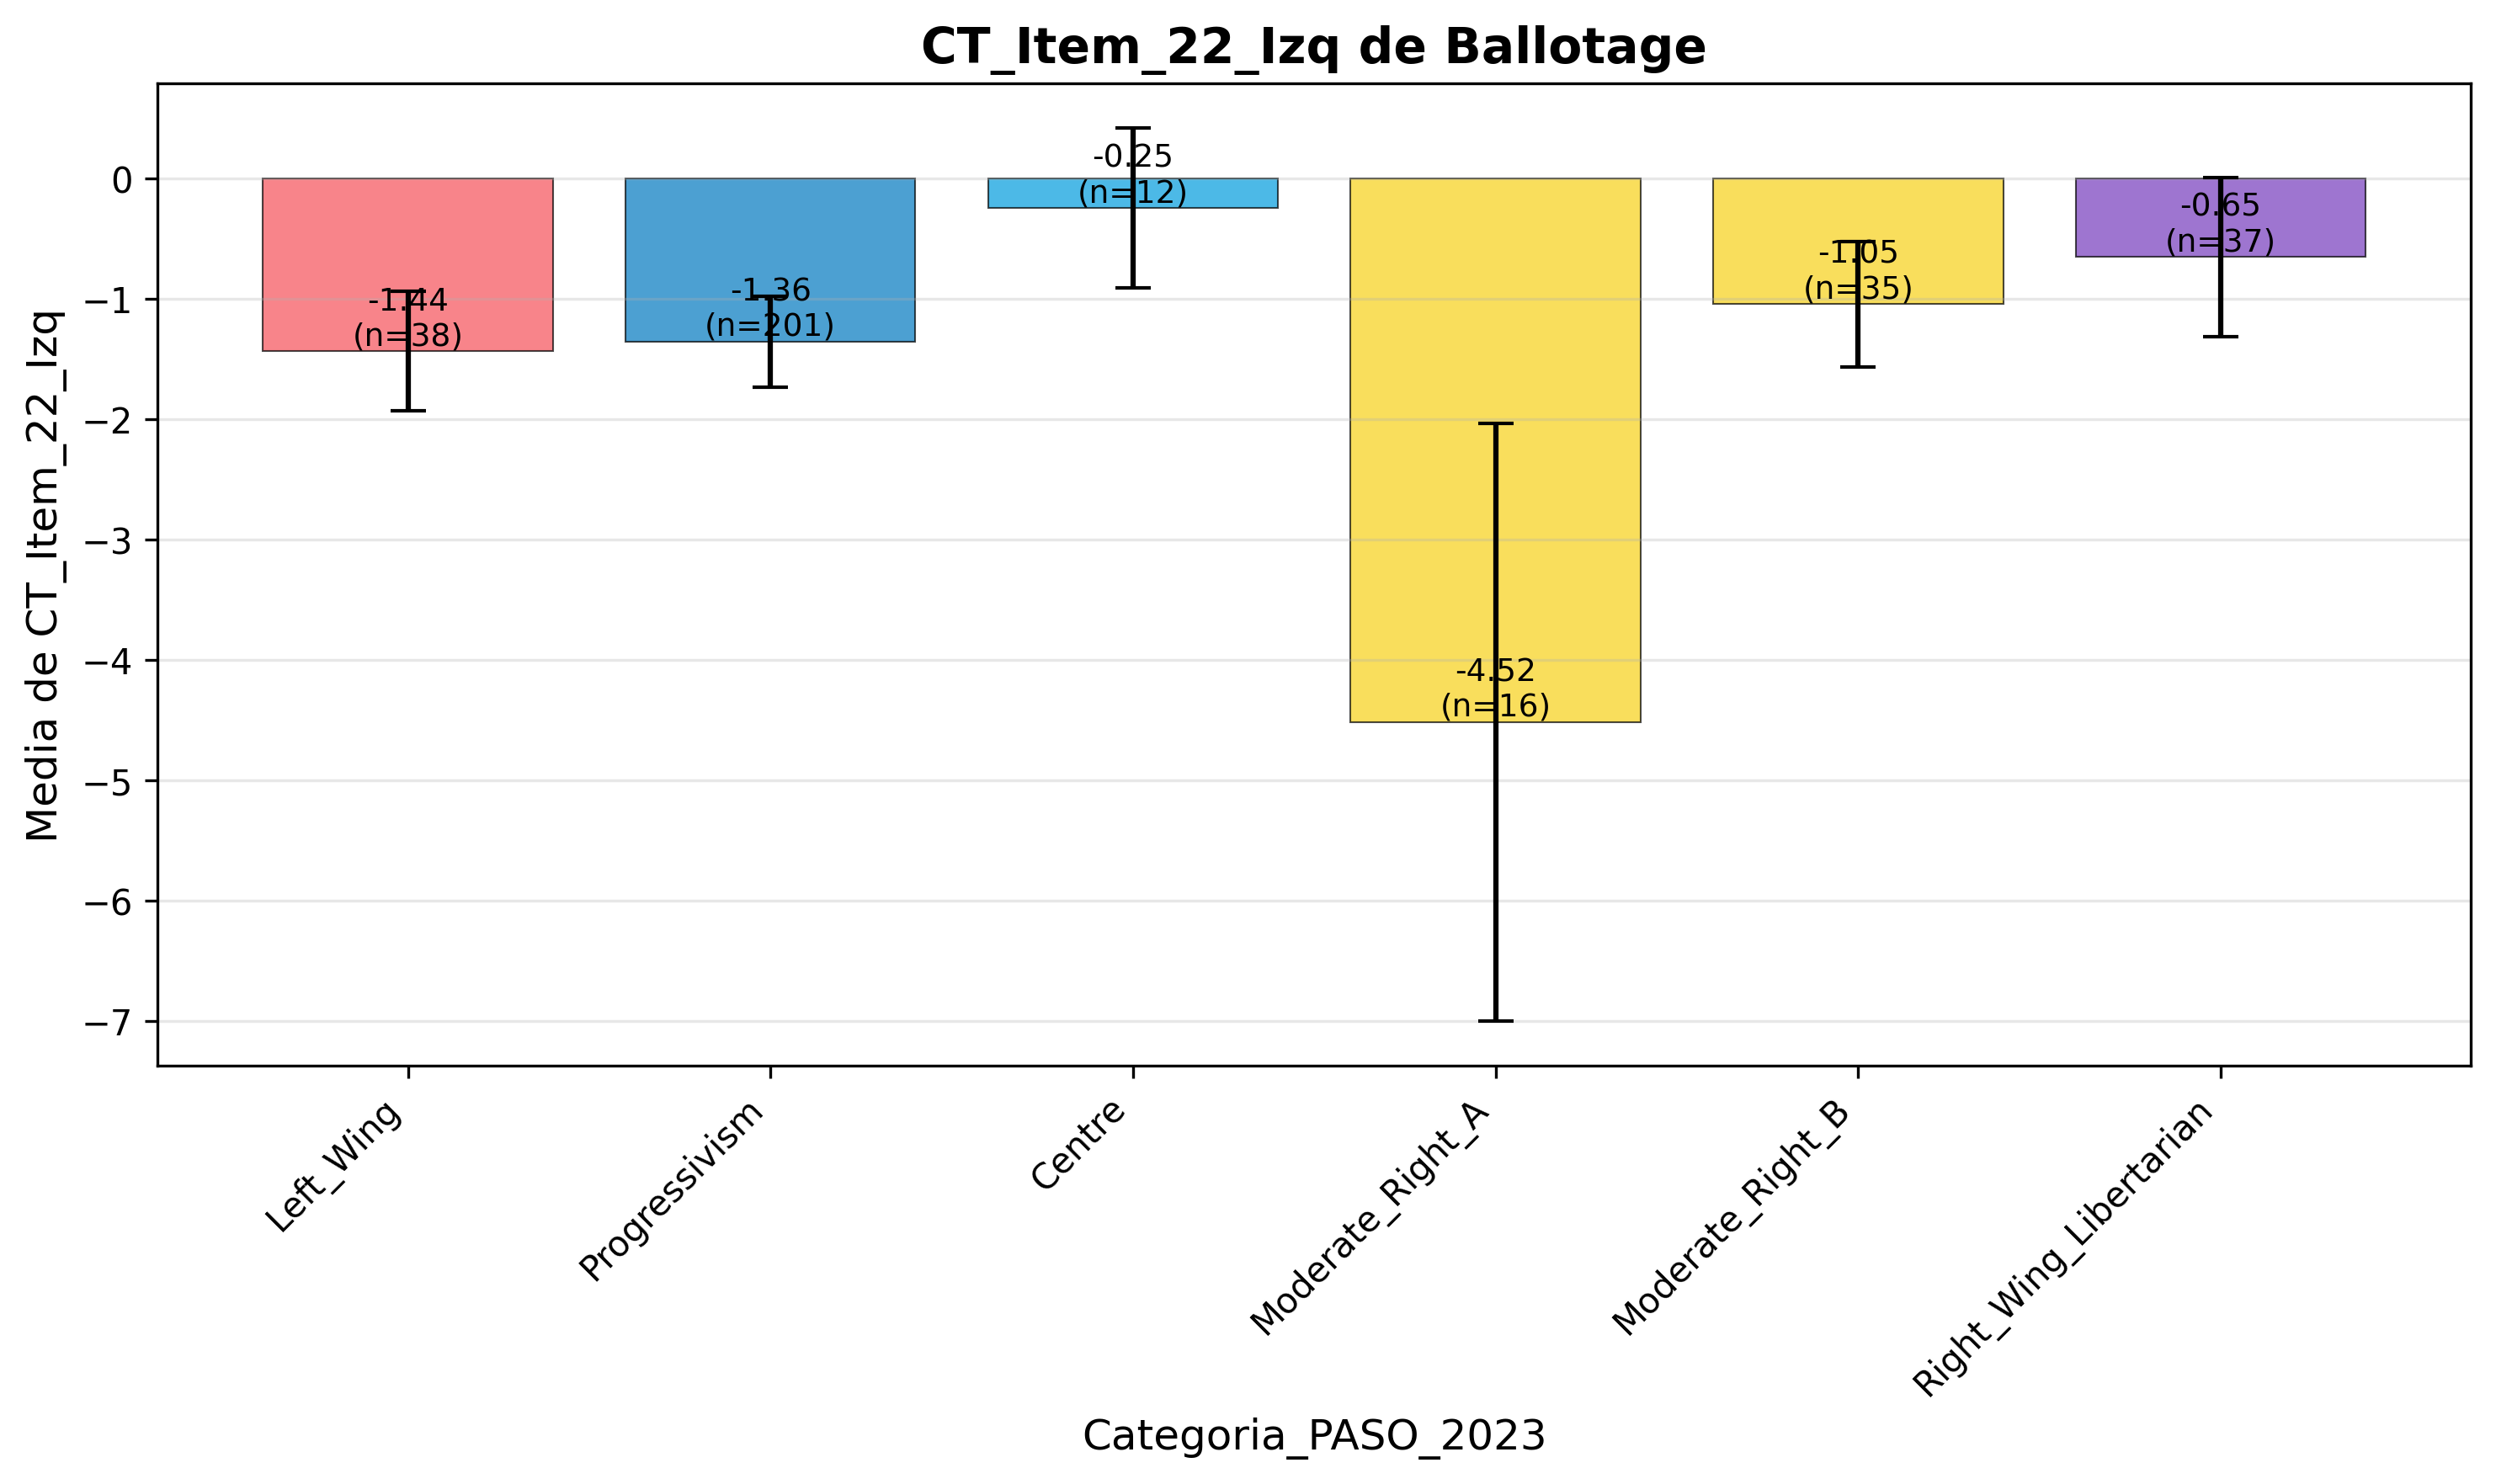 CT_Item_22_Izq de Ballotage
Media de CT_Item_22_Izq
0
−1
−2
−3
−4
−5
−6
−7
-1.44
(n=38)
-1.36
(n=201)
-0.25
(n=12)
-4.52
(n=16)
-1.05
(n=35)
-0.65
(n=37)
Left_Wing
Progressivism
Centre
Moderate_Right_A
Moderate_Right_B
Right_Wing_Libertarian
Categoria_PASO_2023